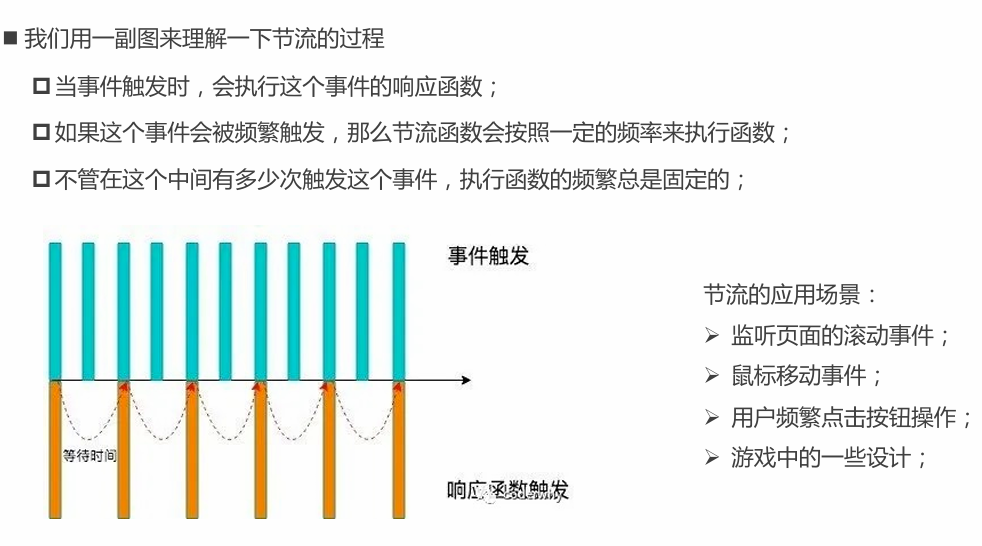 我们用一副图来理解一下节流的过程
当事件触发时，会执行这个事件的响应函数；
如果这个事件会被频繁触发，那么节流函数会按照一定的频率来执行函数；
不管在这个中间有多少次触发这个事件，执行函数的频繁总是固定的；
事件触发
等待时间
响应函数触发
coderwhy
节流的应用场景：
监听页面的滚动事件；
鼠标移动事件；
用户频繁点击按钮操作；
游戏中的一些设计；